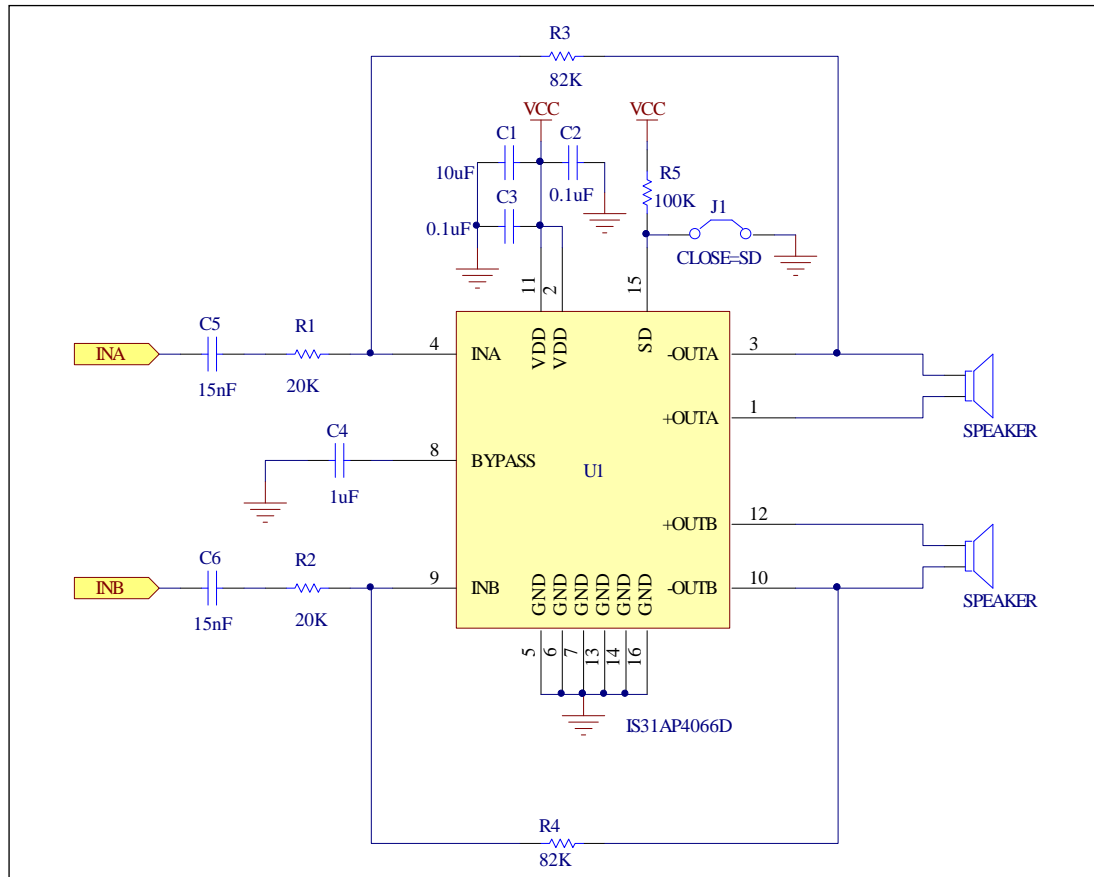 R3
82K
VCC
VCC
C1
C2
10uF
R5
C3
0.1uF
100K
J1
0.1uF
CLOSE=SD
11
2
15
C5
R1
4
INA
VDD
VDD
SD
-OUTA
3
INA
15nF
20K
+OUTA
1
SPEAKER
C4
8
BYPASS
U1
1uF
+OUTB
12
C6
R2
9
INB
GND
GND
GND
GND
GND
GND
-OUTB
10
INB
SPEAKER
15nF
20K
5
6
7
13
14
16
IS31AP4066D
R4
82K